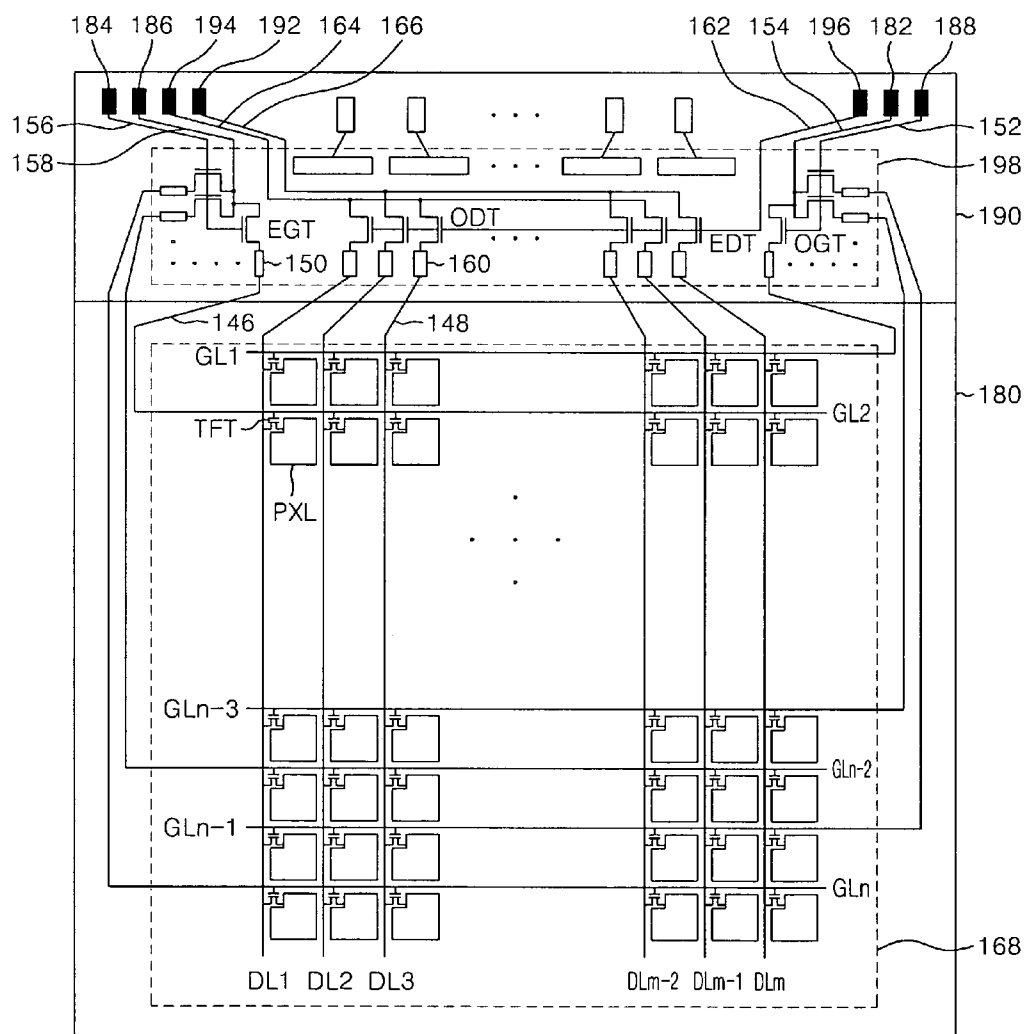 184 186 194 192 164 166 162 154 196 182 188
156
152
158
198
190
EGT ODT EDT OGT
150 160
146 148
GL1
180
GL2
TFT
PXL
GLn-3
GLn-2
GLn-1
GLn
168
DL1 DL2 DL3 DLm-2 DLm-1 DLm